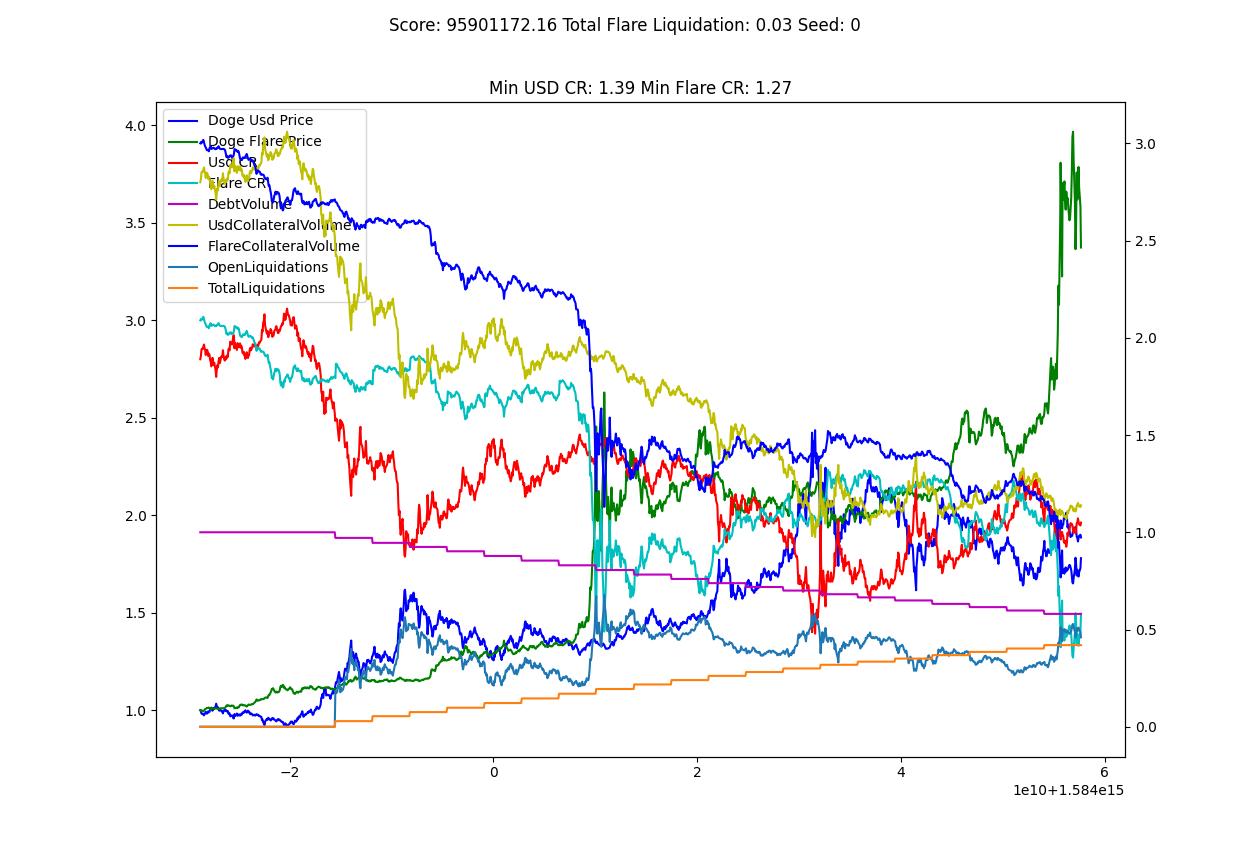 Score: 95901172.16 Total Flare Liquidation: 0.03 Seed: 0
Min USD CR: 1.39 Min Flare CR: 1.27
Doge Usd Price
Doge Flare Price
Usd CR
Flare CR
DebtVolume
UsdCollateralVolume
FlareCollateralVolume
OpenLiquidations
TotalLiquidations
4.0
3.5
3.0
2.5
2.0
1.5
1.0
3.0
2.5
2.0
1.5
1.0
0.5
0.0
−2
0
2
4
6
1e10+1.584e15